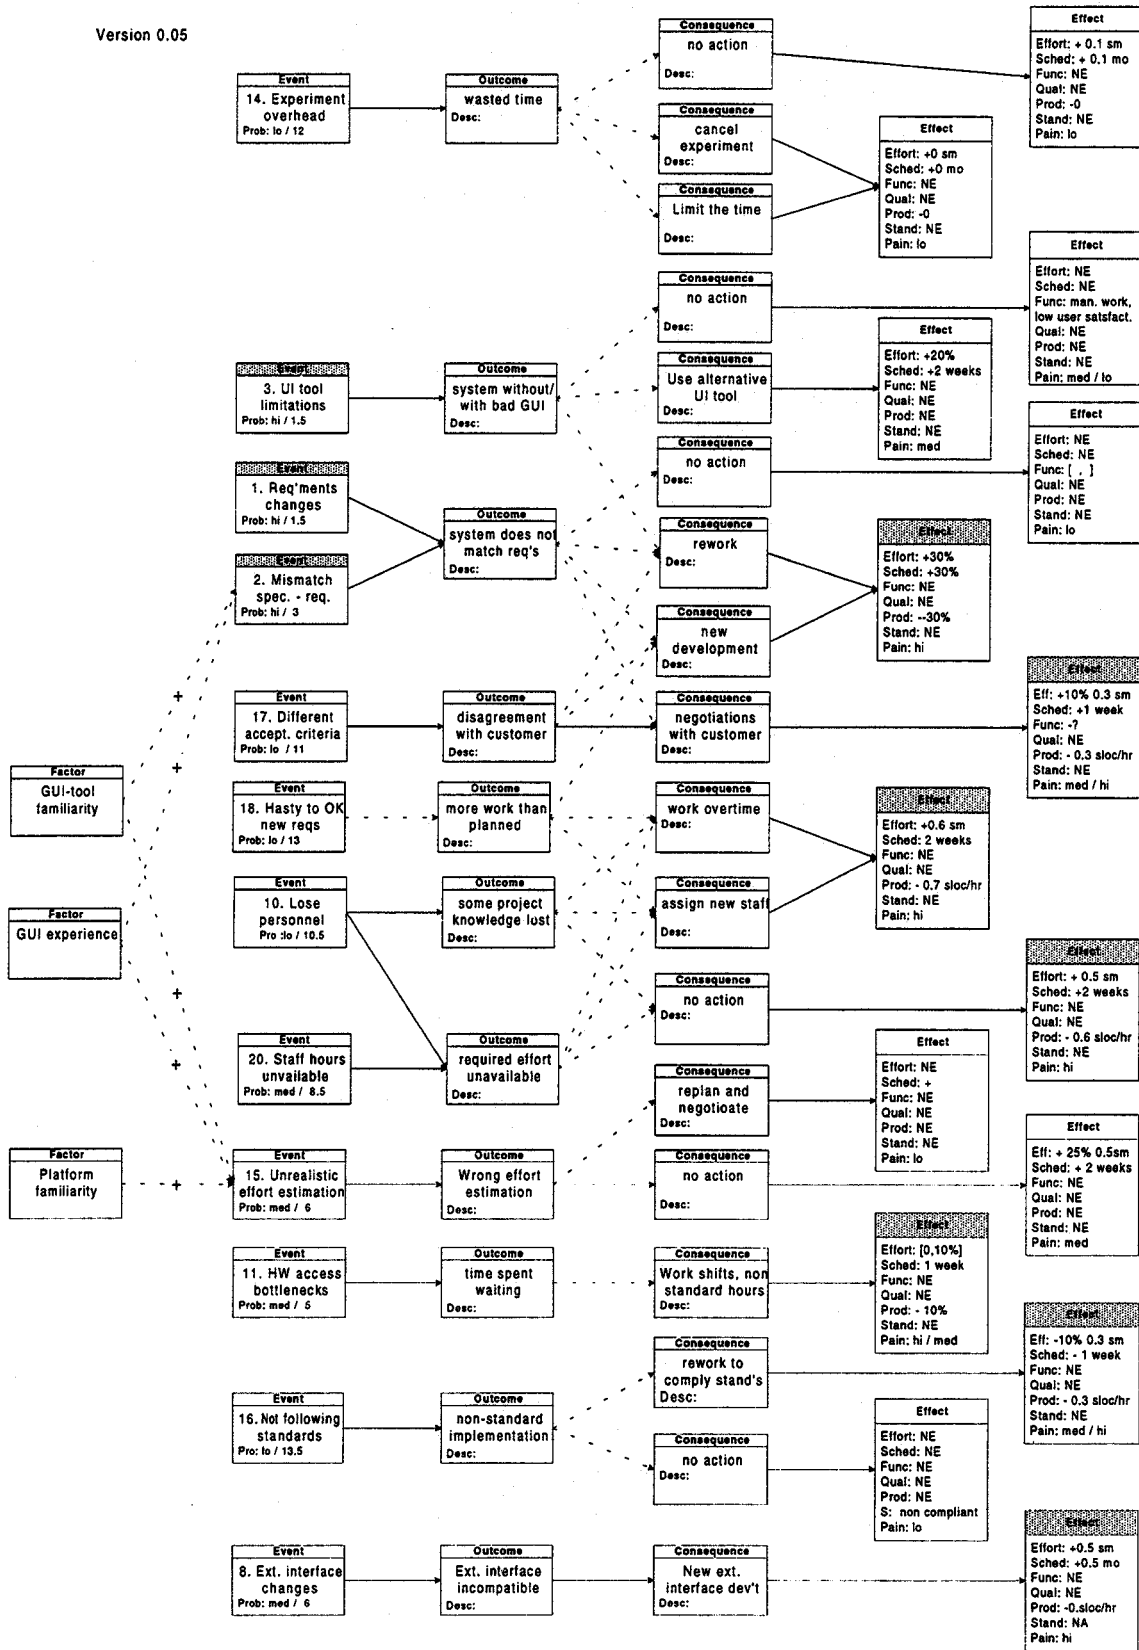 Version 0.05
Event
14. Experiment
overhead
Prob: lo / 12
Outcome
wasted time
Desc:
Consequence
no action
Desc:
Effect
Effort: + 0.1 sm
Sched: + 0.1 mo
Func: NE
Qual: NE
Prod: -0
Stand: NE
Pain: lo
Consequence
cancel
experiment
Desc:
Consequence
Limit the time
Desc:
Effect
Effort: +0 sm
Sched: +0 mo
Func: NE
Qual: NE
Prod: -0
Stand: NE
Pain: lo
Event
3. UI tool
limitations
Prob: hi / 1.5
Outcome
system without/
with bad GUI
Desc:
Consequence
no action
Desc:
Effect
Effort: NE
Sched: NE
Func: man. work,
low user satsfact.
Qual: NE
Prod: NE
Stand: NE
Pain: med / lo
Consequence
Use alternative
UI tool
Desc:
Effect
Effort: +20%
Sched: +2 weeks
Func: NE
Qual: NE
Prod: NE
Stand: NE
Pain: med
Event
1. Req'ments
changes
Prob: hi / 1.5
Event
2. Mismatch
spec. - req.
Prob: hi / 3
Outcome
system does not
match req's
Desc:
Consequence
no action
Desc:
Effect
Effort: NE
Sched: NE
Func: [ , ]
Qual: NE
Prod: NE
Stand: NE
Pain: lo
Consequence
rework
Desc:
Consequence
new
development
Desc:
Effect
Effort: +30%
Sched: +30%
Func: NE
Qual: NE
Prod: --30%
Stand: NE
Pain: hi
Event
17. Different
accept. criteria
Prob: lo / 11
Outcome
disagreement
with customer
Desc:
Consequence
negotiations
with customer
Desc:
Effect
Eff: +10% 0.3 sm
Sched: +1 week
Func: -?
Qual: NE
Prod: - 0.3 sloc/hr
Stand: NE
Pain: med / hi
Factor
GUI-tool
familiarity
+
+
+
+
+
Event
18. Hasty to OK
new reqs
Prob: lo / 13
Outcome
more work than
planned
Desc:
Consequence
work overtime
Desc:
Effect
Effort: +0.6 sm
Sched: 2 weeks
Func: NE
Qual: NE
Prod: - 0.7 sloc/hr
Stand: NE
Pain: hi
Factor
GUI experience
Event
10. Lose
personnel
Pro :lo / 10.5
Outcome
some project
knowledge lost
Desc:
Consequence
assign new staff
Desc:
Consequence
no action
Desc:
Effect
Effort: + 0.5 sm
Sched: +2 weeks
Func: NE
Qual: NE
Prod: - 0.6 sloc/hr
Stand: NE
Pain: hi
Event
20. Staff hours
unvailable
Prob: med / 8.5
Outcome
required effort
unavailable
Desc:
Consequence
replan and
negotioate
Desc:
Effect
Effort: NE
Sched: +
Func: NE
Qual: NE
Prod: NE
Stand: NE
Pain: lo
Factor
Platform
familiarity
Event
15. Unrealistic
effort estimation
Prob: med / 6
Outcome
Wrong effort
estimation
Desc:
Consequence
no action
Desc:
Effect
Eff: + 25% 0.5sm
Sched: + 2 weeks
Func: NE
Qual: NE
Prod: NE
Stand: NE
Pain: med
Event
11. HW access
bottlenecks
Prob: med / 5
Outcome
time spent
waiting
Desc:
Consequence
Work shifts, non
standard hours
Desc:
Effect
Effort: [0,10%]
Sched: 1 week
Func: NE
Qual: NE
Prod: - 10%
Stand: NE
Pain: hi / med
Event
16. Not following
standards
Pro: lo / 13.5
Outcome
non-standard
implementation
Desc:
Consequence
rework to
comply stand's
Desc:
Effect
Eff: -10% 0.3 sm
Sched: - 1 week
Func: NE
Qual: NE
Prod: - 0.3 sloc/hr
Stand: NE
Pain: med / hi
Consequence
no action
Desc:
Effect
Effort: NE
Sched: NE
Func: NE
Qual: NE
Prod: NE
S: non compliant
Pain: lo
Event
8. Ext. interface
changes
Prob: med / 6
Outcome
Ext. interface
incompatible
Desc:
Consequence
New ext.
interface dev't
Desc:
Effect
Effort: +0.5 sm
Sched: +0.5 mo
Func: NE
Qual: NE
Prod: -0.sloc/hr
Stand: NA
Pain: hi